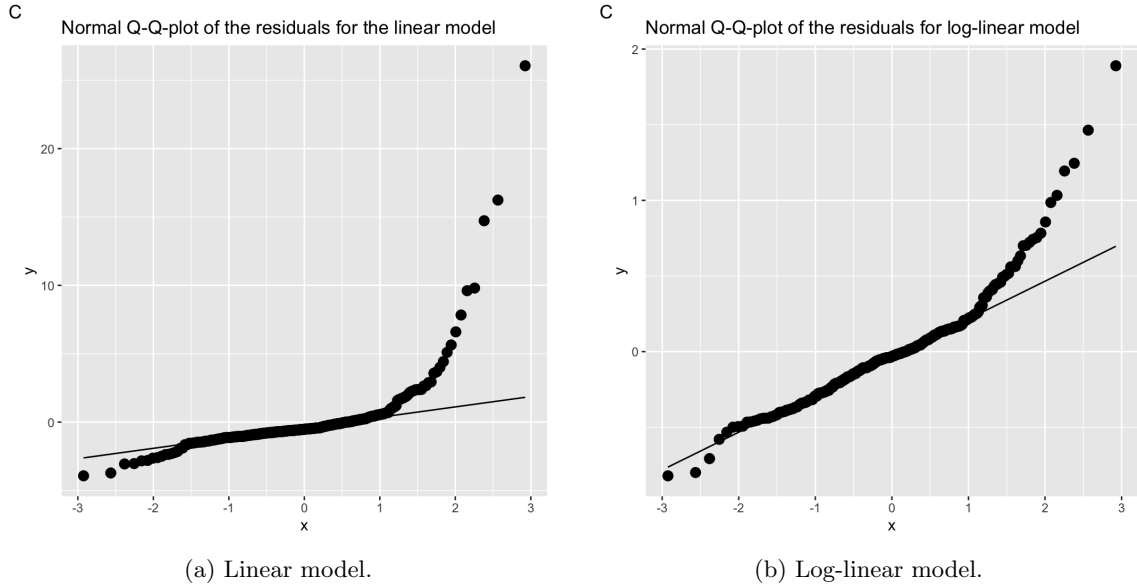 C
Normal Q-Q-plot of the residuals for the linear model
20
10
0
y
-3 -2 -1 0 1 2 3
x
(a) Linear model.
C
Normal Q-Q-plot of the residuals for log-linear model
2
1
0
y
-3 -2 -1 0 1 2 3
x
(b) Log-linear model.